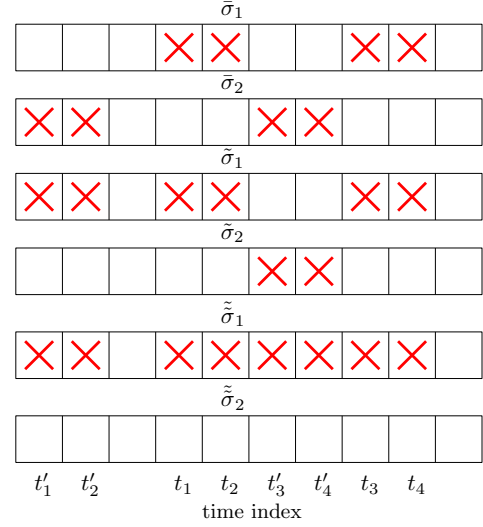 σ̄₁
σ̄₂
σ̃₁
σ̃₂
σ̃̃₁
σ̃̃₂
t′₁ t′₂ t₁ t₂ t′₃ t′₄ t₃ t₄
time index